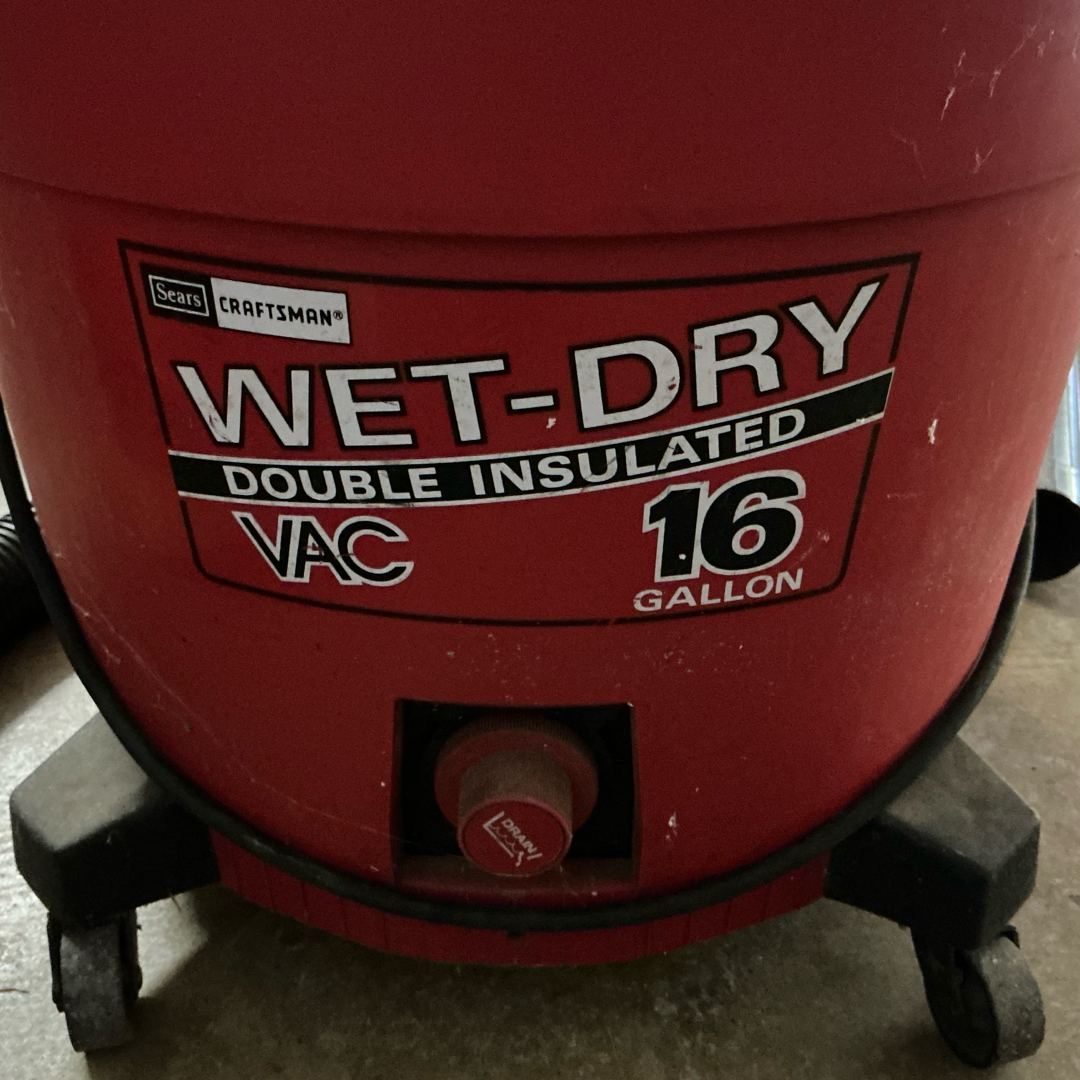 Sears CRAFTSMAN®
WET-DRY
DOUBLE INSULATED
VAC 16
GALLON
DRAIN